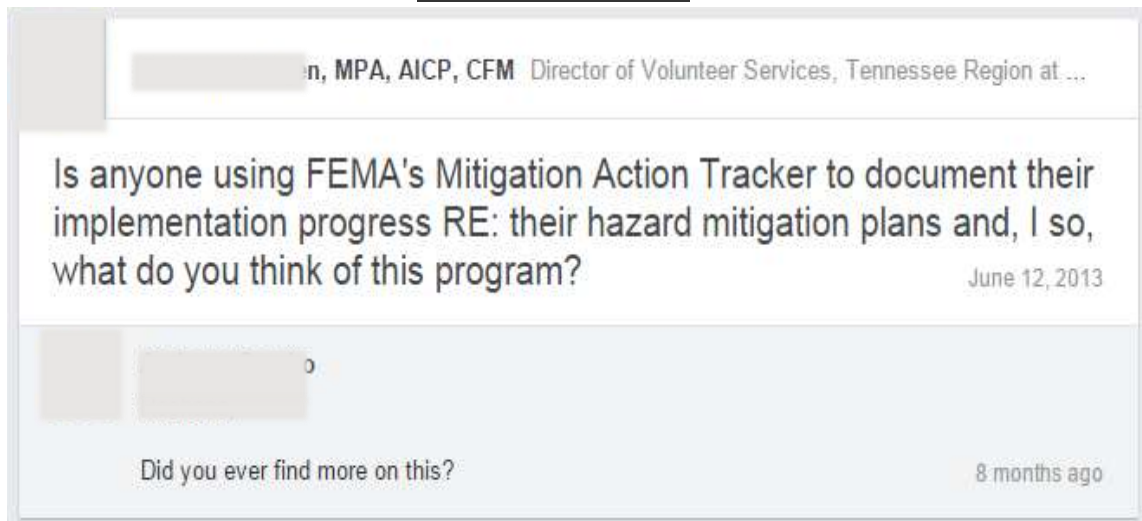 n, MPA, AICP, CFM Director of Volunteer Services, Tennessee Region at ...
Is anyone using FEMA's Mitigation Action Tracker to document their
implementation progress RE: their hazard mitigation plans and, I so,
what do you think of this program?
June 12, 2013
o
Did you ever find more on this?
8 months ago